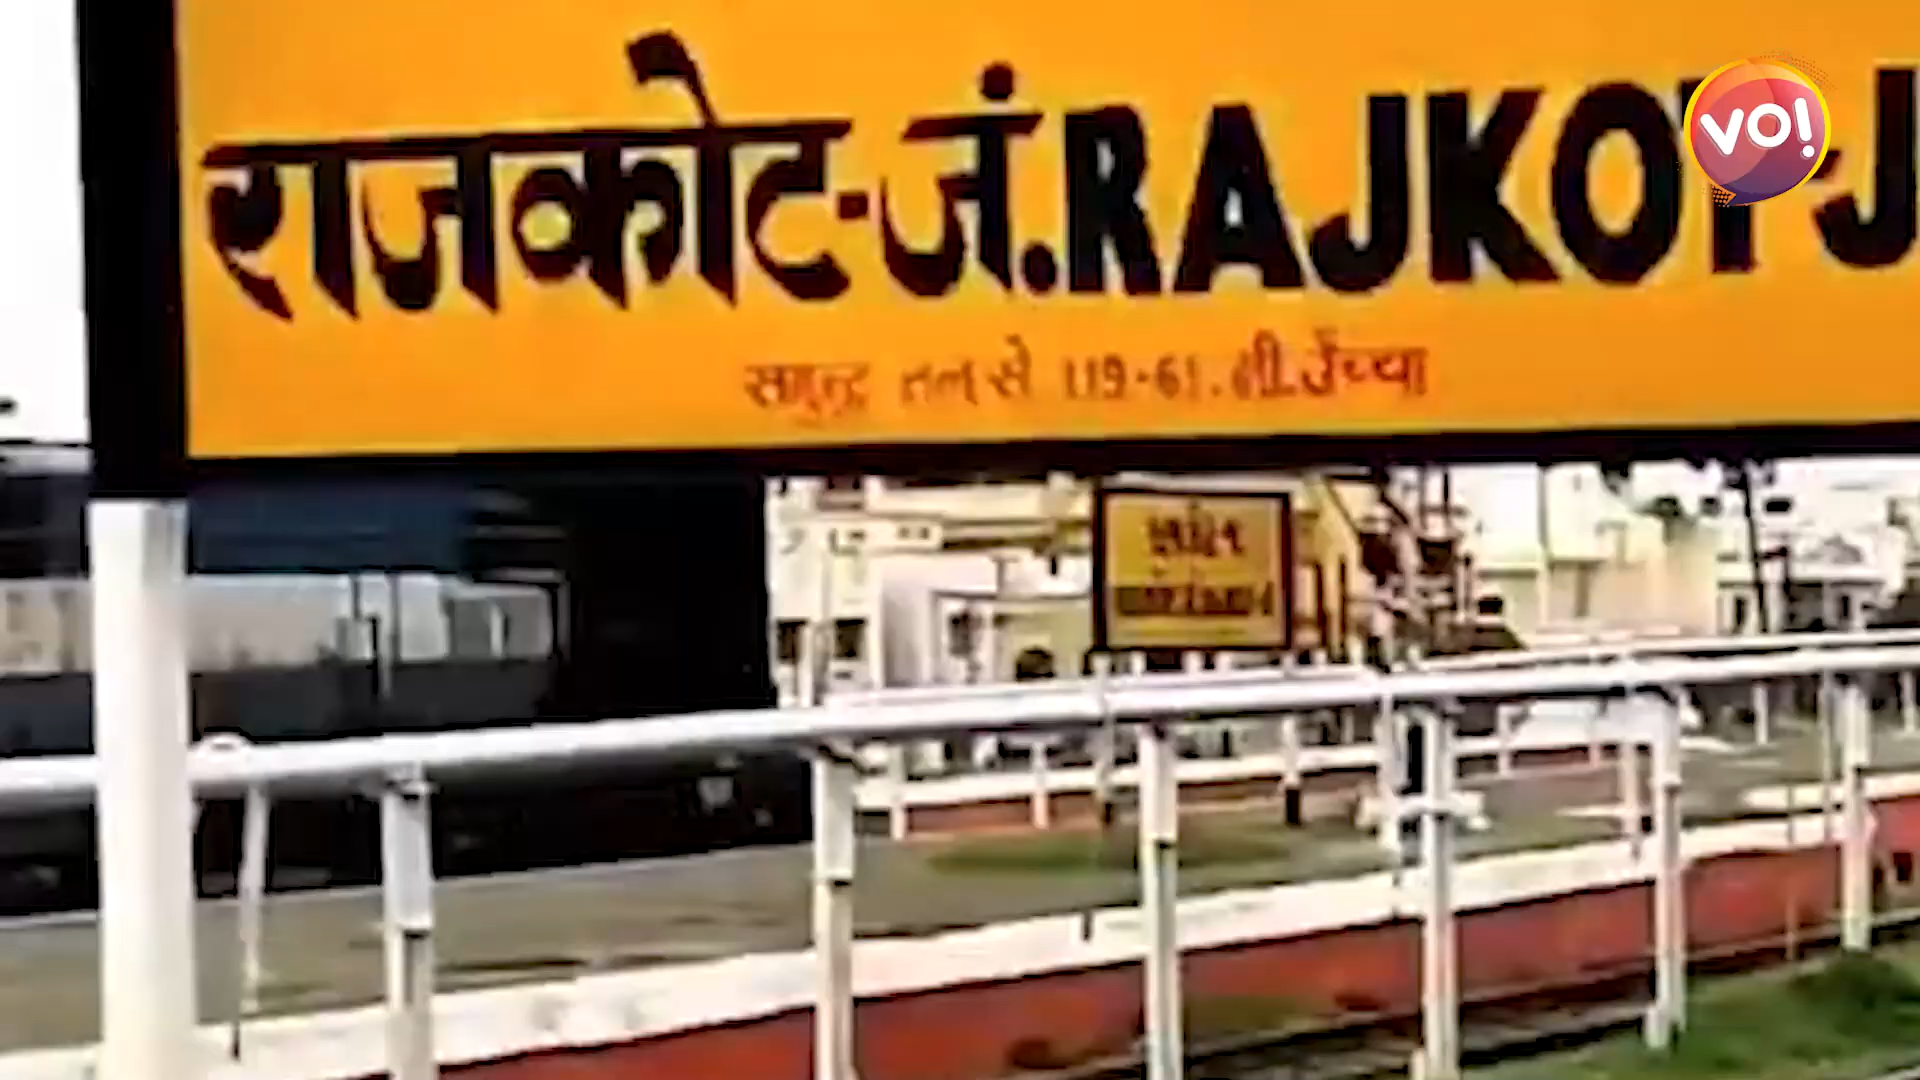 राजकोट-जं. RAJKOT-J
VO!
समुन्द्र तल से 119-61. मी. उँच्चा